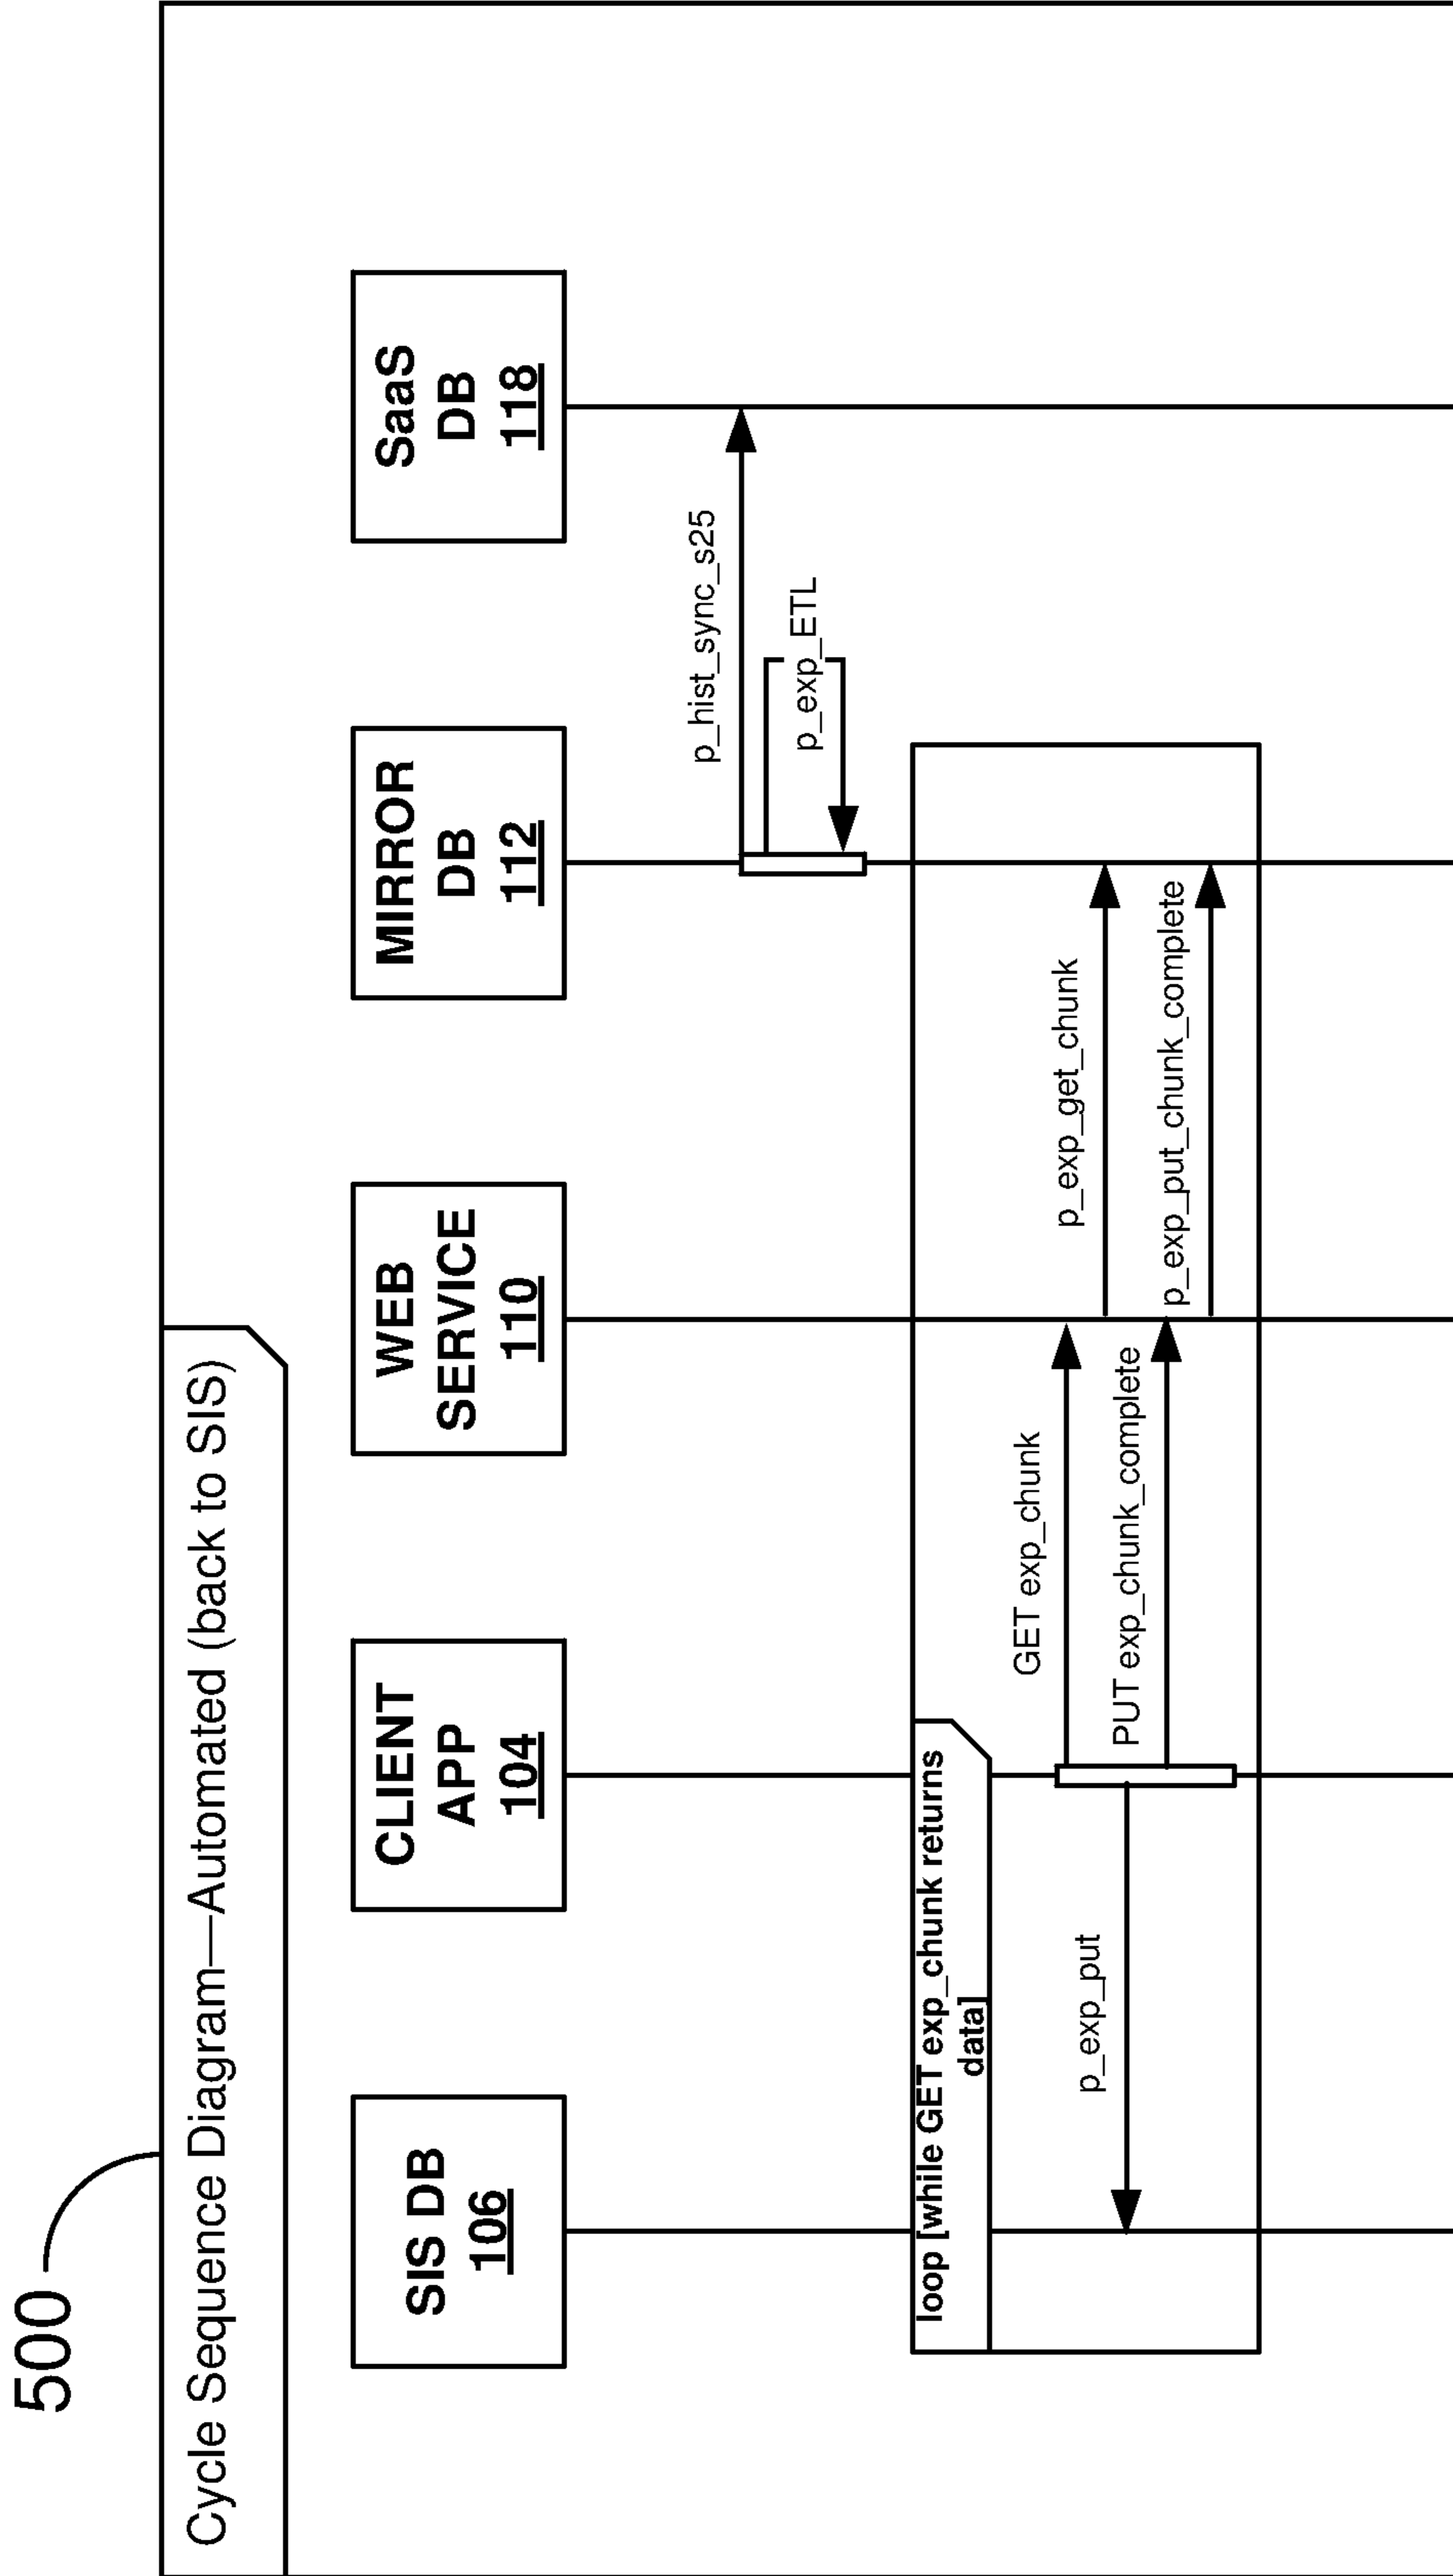 500
Cycle Sequence Diagram—Automated (back to SIS)
SIS DB
106
CLIENT
APP
104
WEB
SERVICE
110
MIRROR
DB
112
SaaS
DB
118
p_hist_sync_s25
p_exp_ETL
loop [while GET exp_chunk returns
data]
GET exp_chunk
p_exp_get_chunk
p_exp_put
PUT exp_chunk_complete
p_exp_put_chunk_complete